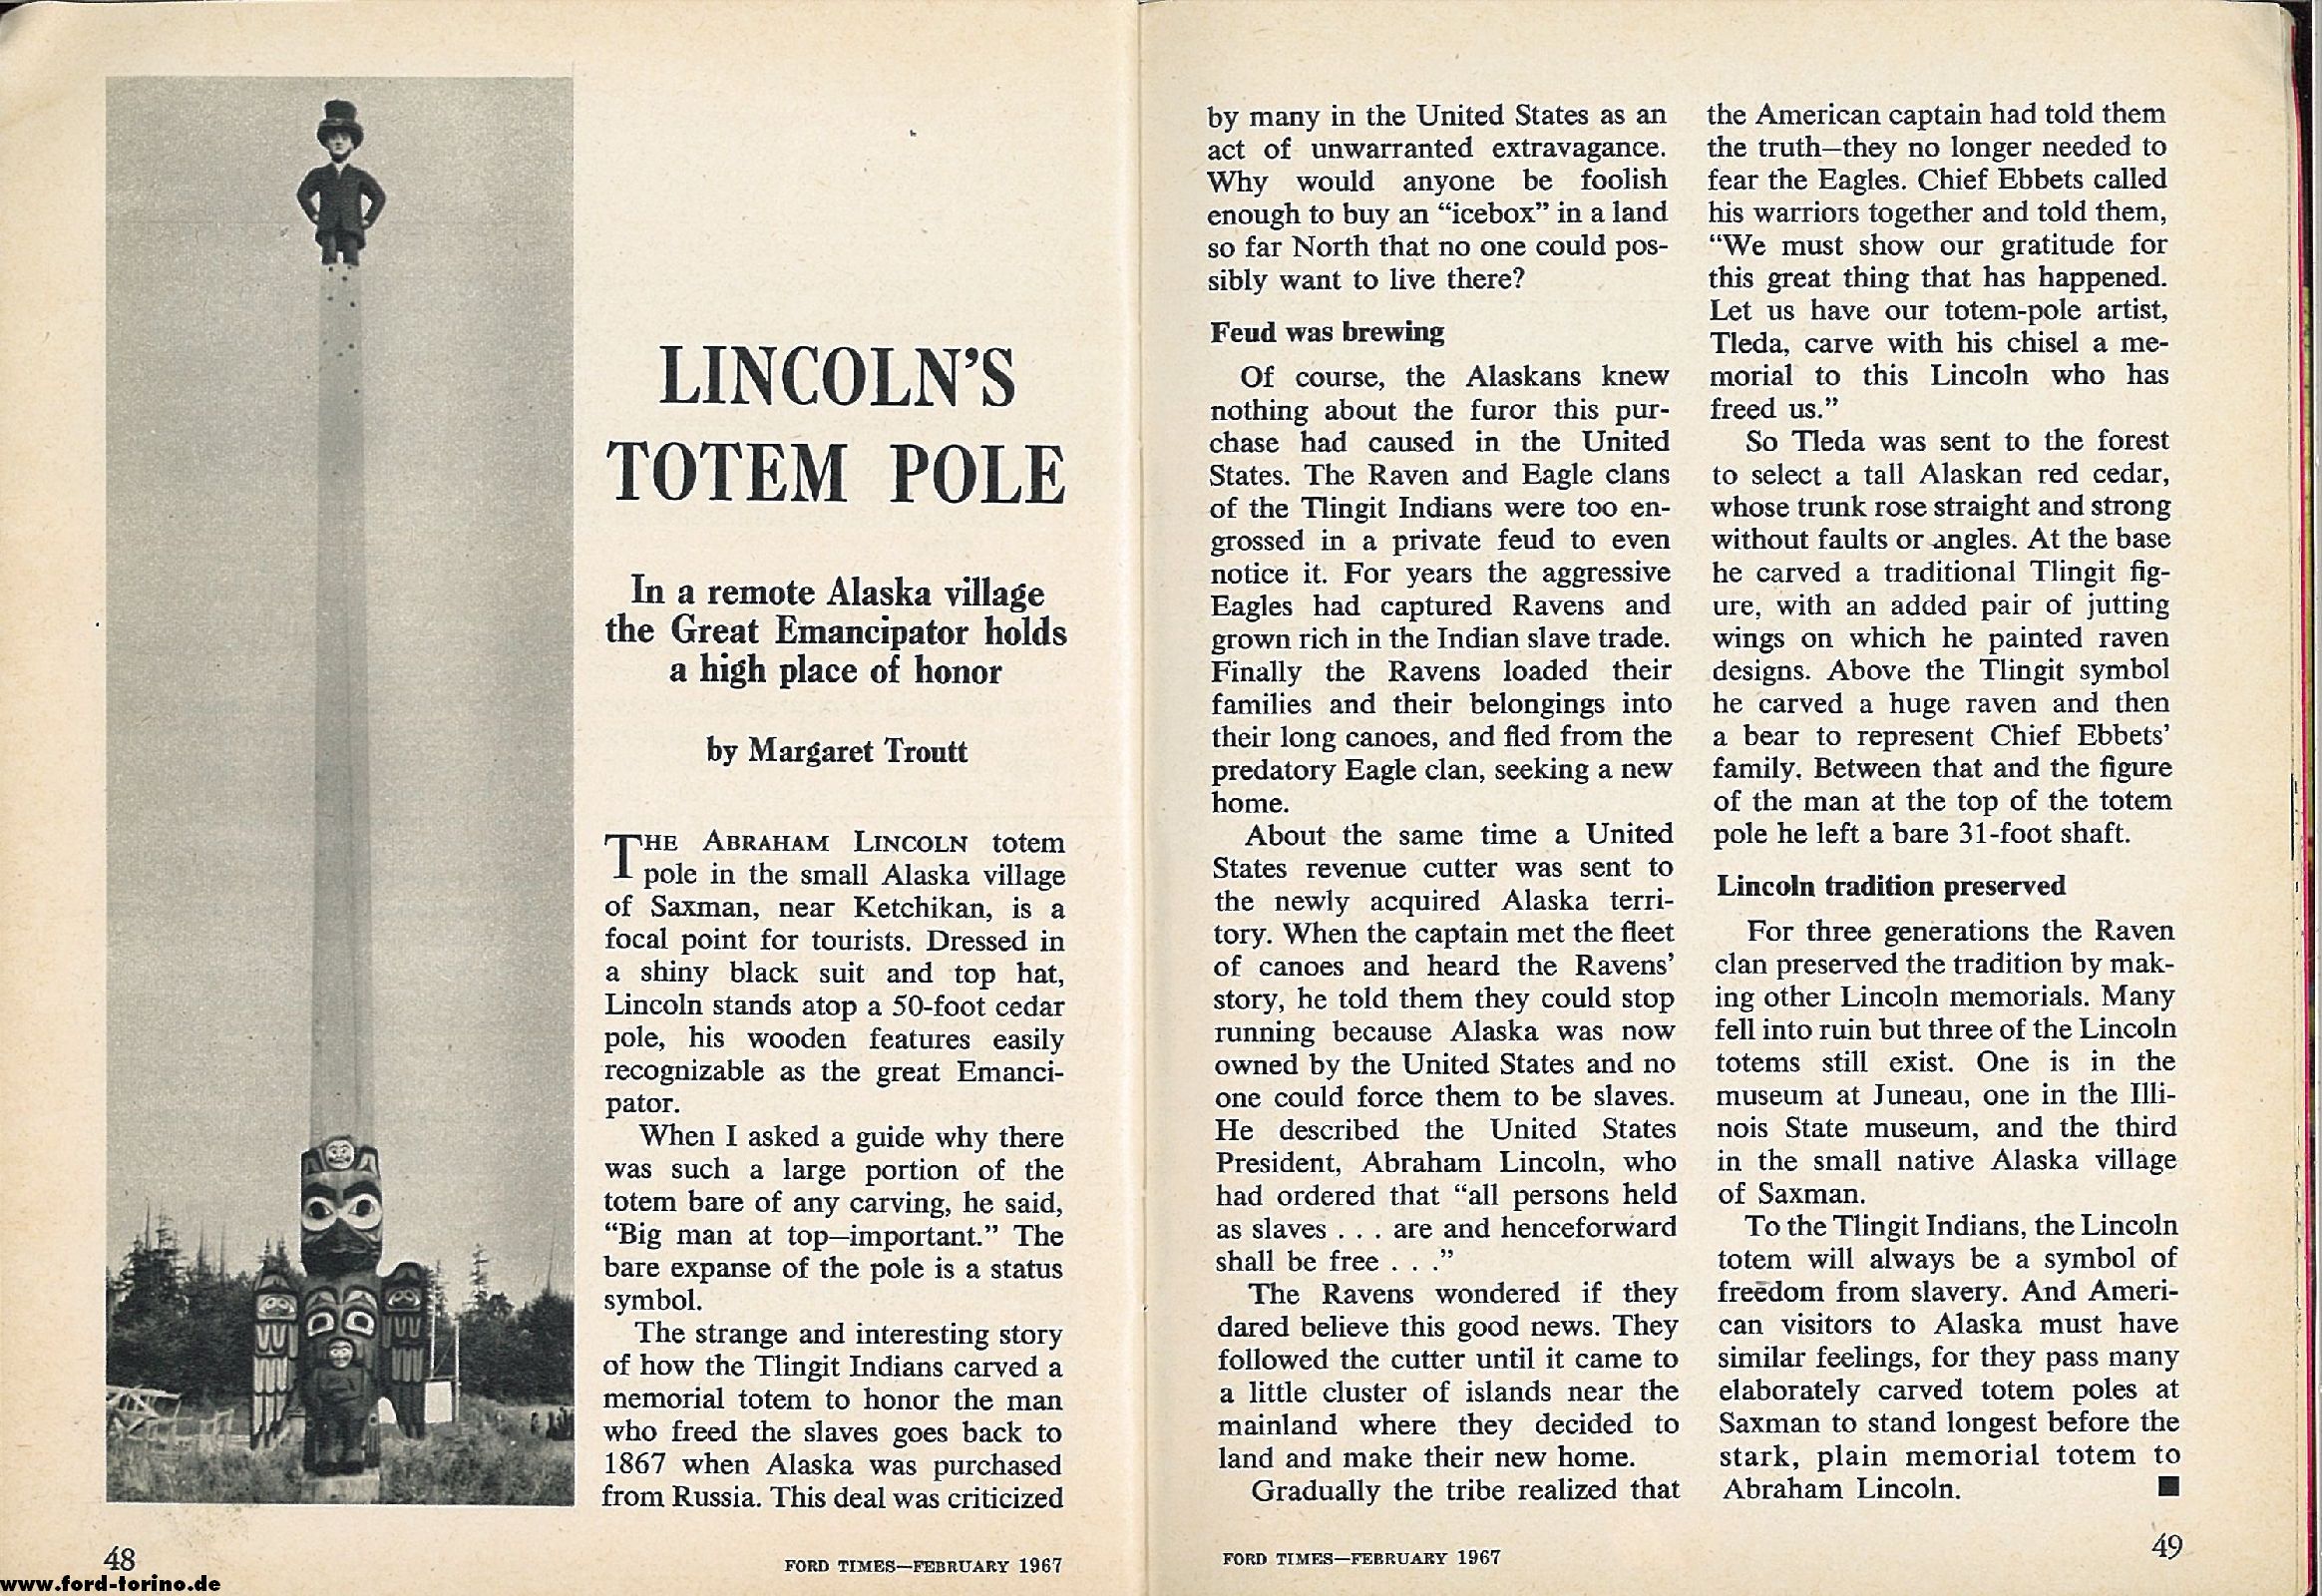 LINCOLN'S
TOTEM POLE
In a remote Alaska village
the Great Emancipator holds
a high place of honor
by Margaret Troutt
THE ABRAHAM LINCOLN totem
pole in the small Alaska village
of Saxman, near Ketchikan, is a
focal point for tourists. Dressed in
a shiny black suit and top hat,
Lincoln stands atop a 50-foot cedar
pole, his wooden features easily
recognizable as the great Emanci-
pator.
When I asked a guide why there
was such a large portion of the
totem bare of any carving, he said,
“Big man at top—important.” The
bare expanse of the pole is a status
symbol.
The strange and interesting story
of how the Tlingit Indians carved a
memorial totem to honor the man
who freed the slaves goes back to
1867 when Alaska was purchased
from Russia. This deal was criticized
48
FORD TIMES—FEBRUARY 1967
www.ford-torino.de
by many in the United States as an
act of unwarranted extravagance.
Why would anyone be foolish
enough to buy an “icebox” in a land
so far North that no one could pos-
sibly want to live there?
Feud was brewing
Of course, the Alaskans knew
nothing about the furor this pur-
chase had caused in the United
States. The Raven and Eagle clans
of the Tlingit Indians were too en-
grossed in a private feud to even
notice it. For years the aggressive
Eagles had captured Ravens and
grown rich in the Indian slave trade.
Finally the Ravens loaded their
families and their belongings into
their long canoes, and fled from the
predatory Eagle clan, seeking a new
home.
About the same time a United
States revenue cutter was sent to
the newly acquired Alaska terri-
tory. When the captain met the fleet
of canoes and heard the Ravens’
story, he told them they could stop
running because Alaska was now
owned by the United States and no
one could force them to be slaves.
He described the United States
President, Abraham Lincoln, who
had ordered that “all persons held
as slaves . . . are and henceforward
shall be free . . .”
The Ravens wondered if they
dared believe this good news. They
followed the cutter until it came to
a little cluster of islands near the
mainland where they decided to
land and make their new home.
Gradually the tribe realized that
the American captain had told them
the truth—they no longer needed to
fear the Eagles. Chief Ebbets called
his warriors together and told them,
“We must show our gratitude for
this great thing that has happened.
Let us have our totem-pole artist,
Tleda, carve with his chisel a me-
morial to this Lincoln who has
freed us.”
So Tleda was sent to the forest
to select a tall Alaskan red cedar,
whose trunk rose straight and strong
without faults or angles. At the base
he carved a traditional Tlingit fig-
ure, with an added pair of jutting
wings on which he painted raven
designs. Above the Tlingit symbol
he carved a huge raven and then
a bear to represent Chief Ebbets’
family. Between that and the figure
of the man at the top of the totem
pole he left a bare 31-foot shaft.
Lincoln tradition preserved
For three generations the Raven
clan preserved the tradition by mak-
ing other Lincoln memorials. Many
fell into ruin but three of the Lincoln
totems still exist. One is in the
museum at Juneau, one in the Illi-
nois State museum, and the third
in the small native Alaska village
of Saxman.
To the Tlingit Indians, the Lincoln
totem will always be a symbol of
freedom from slavery. And Ameri-
can visitors to Alaska must have
similar feelings, for they pass many
elaborately carved totem poles at
Saxman to stand longest before the
stark, plain memorial totem to
Abraham Lincoln. ■
FORD TIMES—FEBRUARY 1967
49